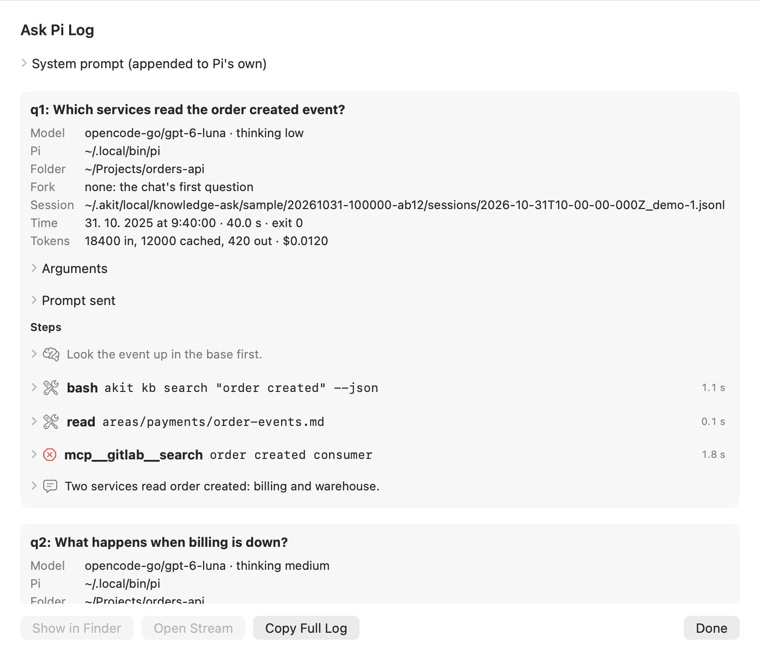 Ask Pi Log
System prompt (appended to Pi's own)
q1: Which services read the order created event?
Model opencode-go/gpt-6-luna · thinking low
Pi ~/.local/bin/pi
Folder ~/Projects/orders-api
Fork none: the chat's first question
Session ~/.akit/local/knowledge-ask/sample/20261031-100000-ab12/sessions/2026-10-31T10-00-00-000Z_demo-1.jsonl
Time 31. 10. 2025 at 9:40:00 · 40.0 s · exit 0
Tokens 18400 in, 12000 cached, 420 out · $0.0120
Arguments
Prompt sent
Steps
Look the event up in the base first.
bash akit kb search "order created" --json 1.1 s
read areas/payments/order-events.md 0.1 s
mcp__gitlab__search order created consumer 1.8 s
Two services read order created: billing and warehouse.
q2: What happens when billing is down?
Model opencode-go/gpt-6-luna · thinking medium
Pi ~/.local/bin/pi
Folder ~/Projects/orders-api
Show in Finder Open Stream Copy Full Log Done